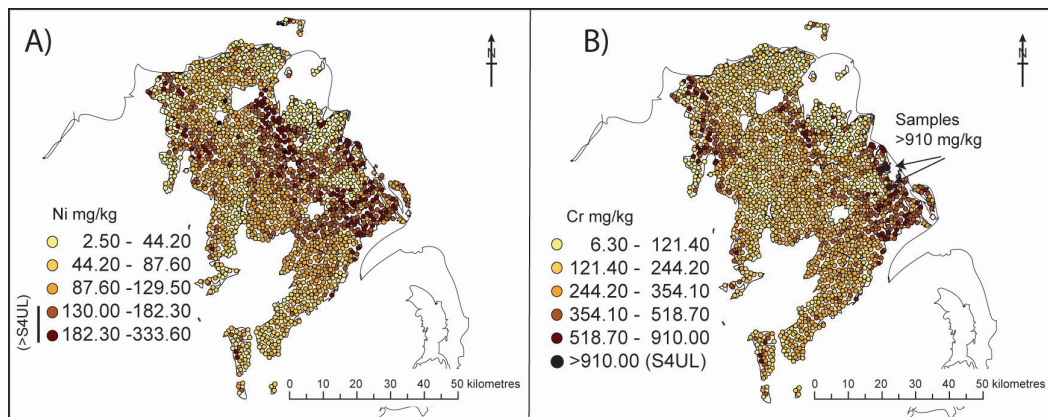 A)
N
Ni mg/kg
2.50 - 44.20
44.20 - 87.60
87.60 -129.50
130.00 -182.30
182.30 -333.60
(>S4UL)
0 10 20 30 40 50 kilometres
B)
N
Samples
>910 mg/kg
Cr mg/kg
6.30 - 121.40
121.40 - 244.20
244.20 - 354.10
354.10 - 518.70
518.70 - 910.00
>910.00 (S4UL)
0 10 20 30 40 50 kilometres